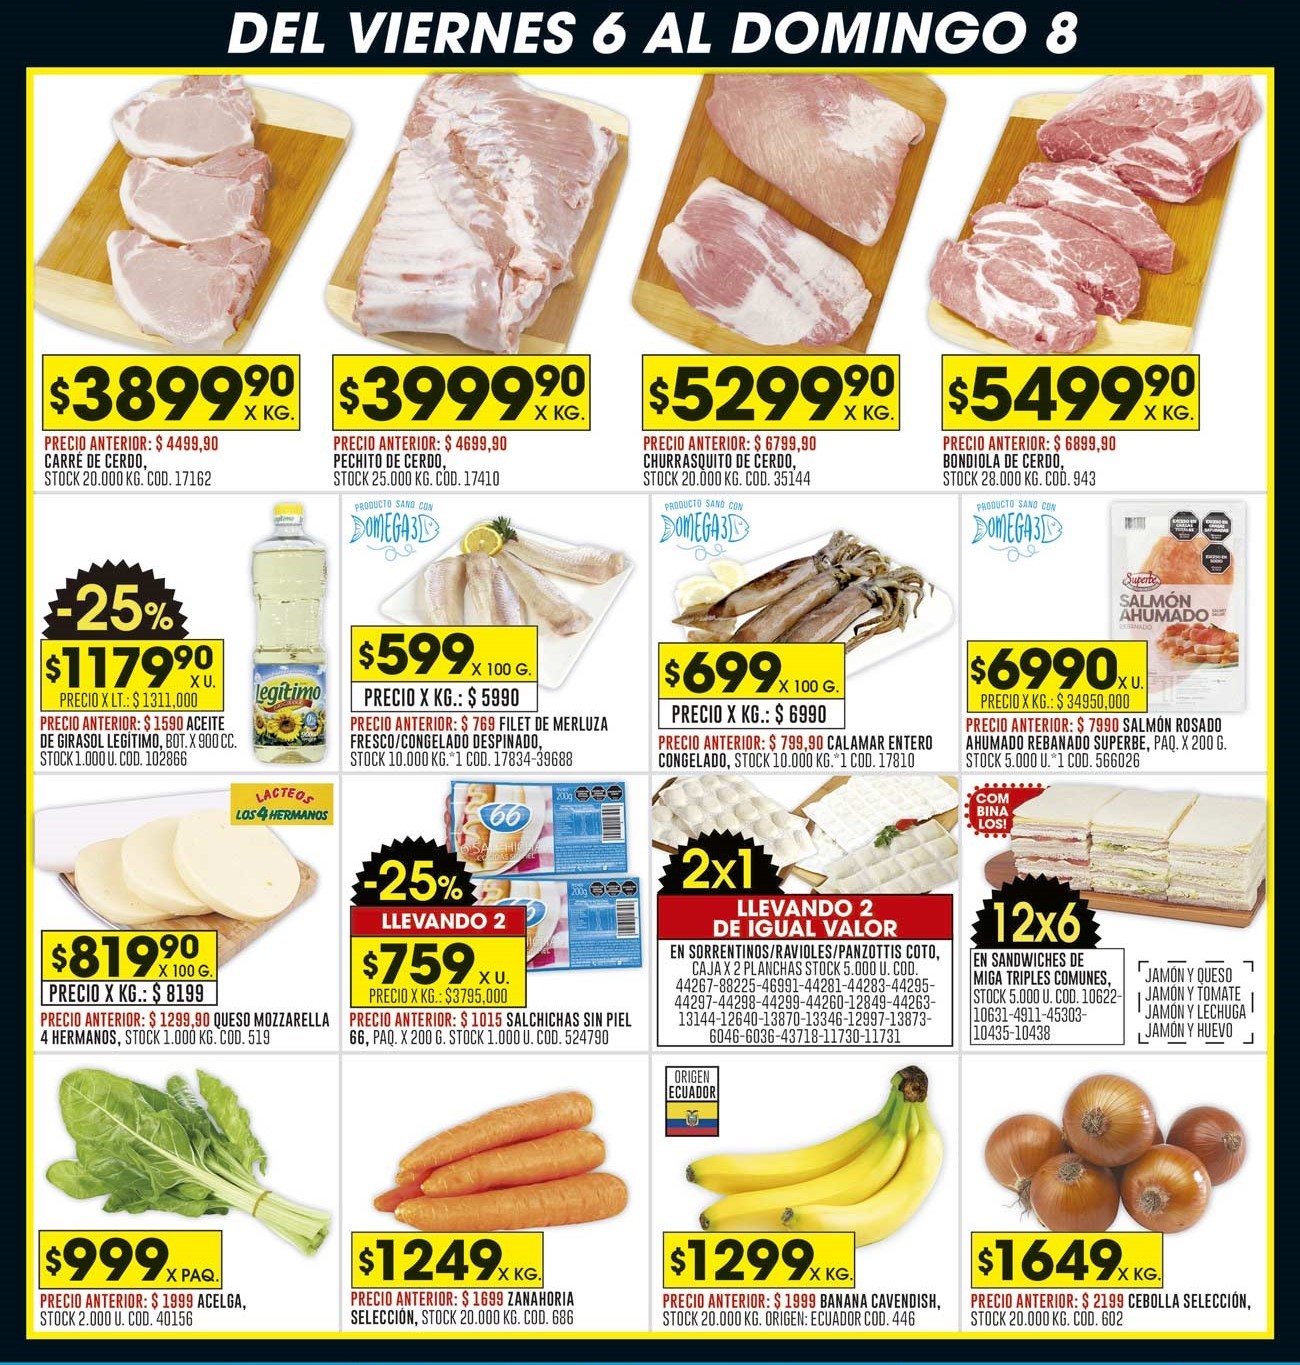 DEL VIERNES 6 AL DOMINGO 8
$3899,90 X KG.
PRECIO ANTERIOR: $ 4499,90
CARRÉ DE CERDO,
STOCK 20.000 KG. COD. 17162
$3999,90 X KG.
PRECIO ANTERIOR: $ 4699,90
PECHITO DE CERDO,
STOCK 25.000 KG. COD. 17410
$5299,90 X KG.
PRECIO ANTERIOR: $ 6799,90
CHURRASQUITO DE CERDO,
STOCK 20.000 KG. COD. 35144
$5499,90 X KG.
PRECIO ANTERIOR: $ 6899,90
BONDIOLA DE CERDO,
STOCK 28.000 KG. COD. 943
-25%
legítimo
legítimo
$1179,90 X U.
PRECIO X LT.: $ 1311,000
PRECIO ANTERIOR: $ 1590 ACEITE
DE GIRASOL LEGÍTIMO, BOT. X 900 CC.
STOCK 1.000 U. COD. 102866
PRODUCTO SANO CON
OMEGA3
$599 X 100 G.
PRECIO X KG.: $ 5990
PRECIO ANTERIOR: $ 769 FILET DE MERLUZA
FRESCO/CONGELADO DESPINADO,
STOCK 10.000 KG.*1 COD. 17834-39688
PRODUCTO SANO CON
OMEGA3
$699 X 100 G.
PRECIO X KG.: $ 6990
PRECIO ANTERIOR: $ 799,90 CALAMAR ENTERO
CONGELADO, STOCK 10.000 KG.*1 COD. 17810
PRODUCTO SANO CON
OMEGA3
Superbe
SALMÓN
AHUMADO
REBANADO
$6990 X U.
PRECIO X KG.: $ 34950,000
PRECIO ANTERIOR: $ 7990 SALMÓN ROSADO
AHUMADO REBANADO SUPERBE, PAQ. X 200 G.
STOCK 5.000 U.*1 COD. 566026
LACTEOS
LOS 4 HERMANOS
$819,90 X 100 G.
PRECIO X KG.: $ 8199
PRECIO ANTERIOR: $ 1299,90 QUESO MOZZARELLA
4 HERMANOS, STOCK 1.000 KG. COD. 519
66
200g
66
200g
-25%
LLEVANDO 2
$759 X U.
PRECIO X KG.: $3795,000
PRECIO ANTERIOR: $ 1015 SALCHICHAS SIN PIEL
66, PAQ. X 200 G. STOCK 1.000 U. COD. 524790
2x1
LLEVANDO 2
DE IGUAL VALOR
EN SORRENTINOS/RAVIOLES/PANZOTTIS COTO,
CAJA X 2 PLANCHAS STOCK 5.000 U. COD.
44267-88225-46991-44281-44283-44295-
44297-44298-44299-44260-12849-44263-
13144-12640-13870-13346-12997-13873-
6046-6036-43718-11730-11731
COM
BINA
LOS!
12x6
EN SANDWICHES DE
MIGA TRIPLES COMUNES,
STOCK 5.000 U. COD. 10622-
10631-4911-45303-
10435-10438
JAMÓN Y QUESO
JAMÓN Y TOMATE
JAMÓN Y LECHUGA
JAMÓN Y HUEVO
$999 X PAQ.
PRECIO ANTERIOR: $ 1999 ACELGA,
STOCK 2.000 U. COD. 40156
$1249 X KG.
PRECIO ANTERIOR: $ 1699 ZANAHORIA
SELECCIÓN, STOCK 20.000 KG. COD. 686
ORIGEN
ECUADOR
$1299 X KG.
PRECIO ANTERIOR: $ 1999 BANANA CAVENDISH,
STOCK 20.000 KG. ORIGEN: ECUADOR COD. 446
$1649 X KG.
PRECIO ANTERIOR: $ 2199 CEBOLLA SELECCIÓN,
STOCK 20.000 KG. COD. 602